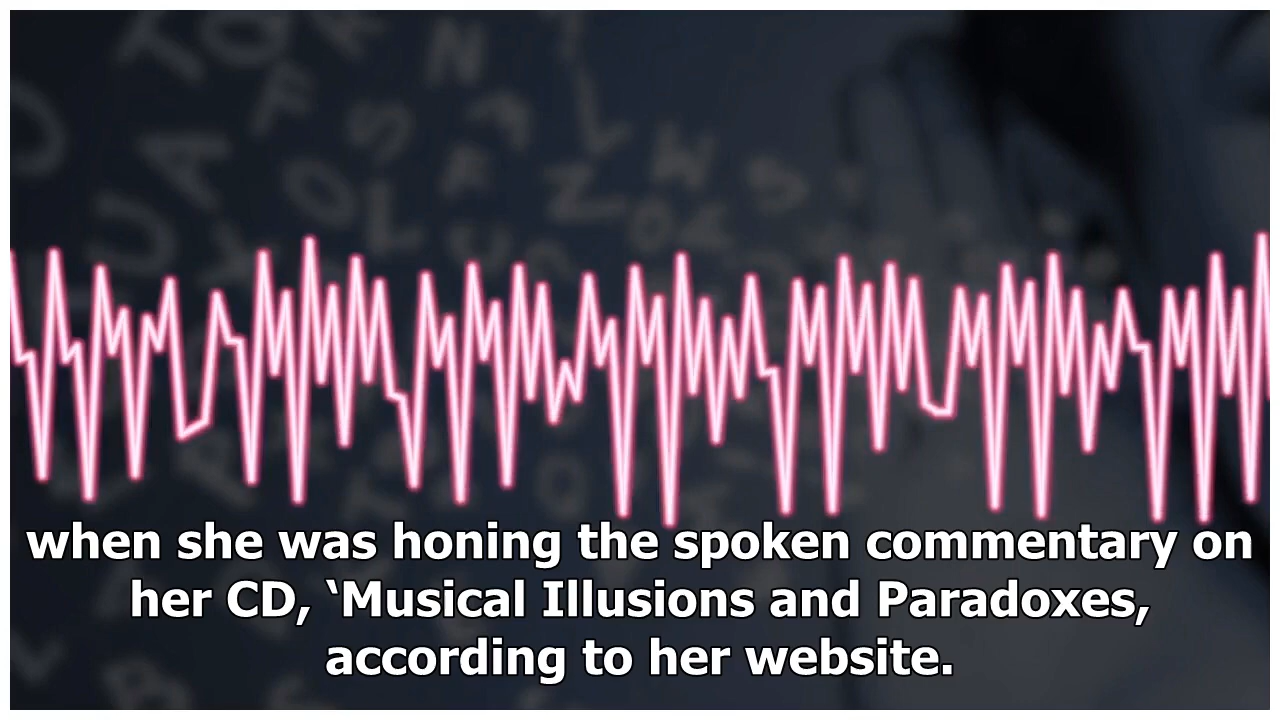 when she was honing the spoken commentary on
her CD, ‘Musical Illusions and Paradoxes,
according to her website.